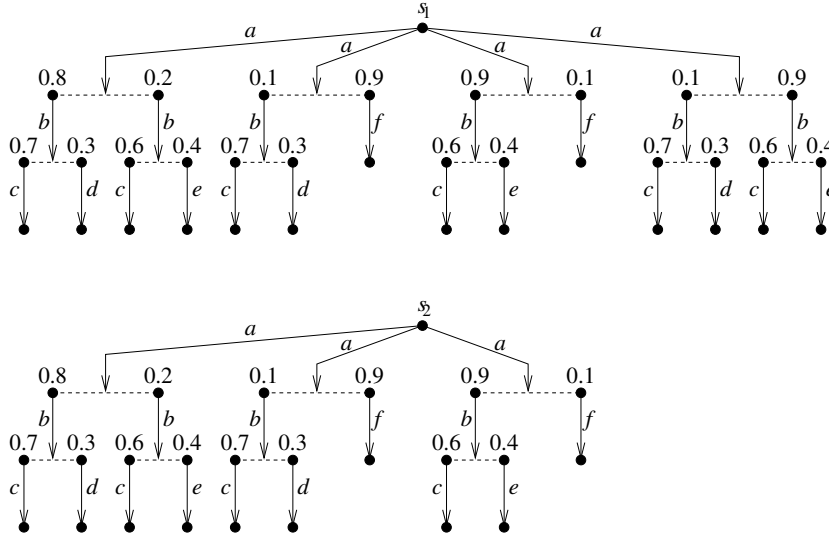 s1
a a a a
0.8 0.2 0.1 0.9 0.9 0.1 0.1 0.9
b b b f b f b b
0.7 0.3 0.6 0.4 0.7 0.3 0.6 0.4 0.7 0.3 0.6 0.4
c d c e c d c e c d c e
s2
a a a
0.8 0.2 0.1 0.9 0.9 0.1
b b b f b f
0.7 0.3 0.6 0.4 0.7 0.3 0.6 0.4
c d c e c d c e